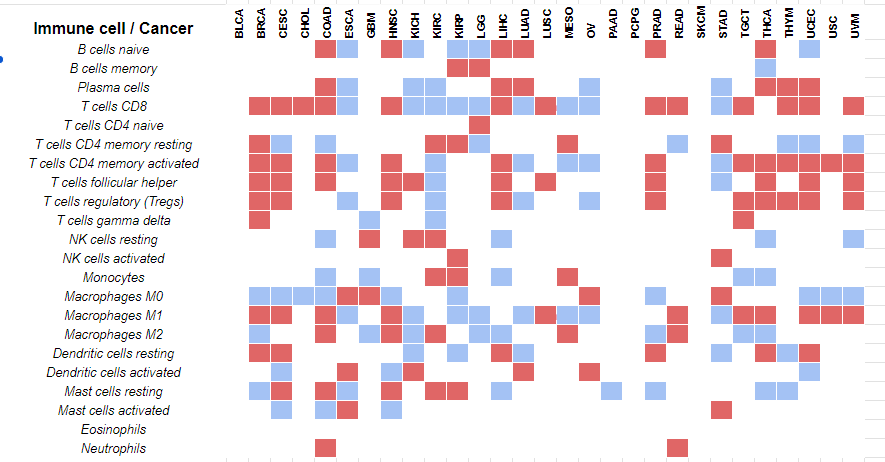 Immune cell / Cancer BLCA BRCA CESC CHOL COAD ESCA GBM HNSC KICH KIRC KIRP LGG LIHC LUAD LUSC MESO OV PAAD PCPG PRAD READ SKCM STAD TGCT THCA THYM UCEC USC UVM
B cells naive
B cells memory
Plasma cells
T cells CD8
T cells CD4 naive
T cells CD4 memory resting
T cells CD4 memory activated
T cells follicular helper
T cells regulatory (Tregs)
T cells gamma delta
NK cells resting
NK cells activated
Monocytes
Macrophages M0
Macrophages M1
Macrophages M2
Dendritic cells resting
Dendritic cells activated
Mast cells resting
Mast cells activated
Eosinophils
Neutrophils